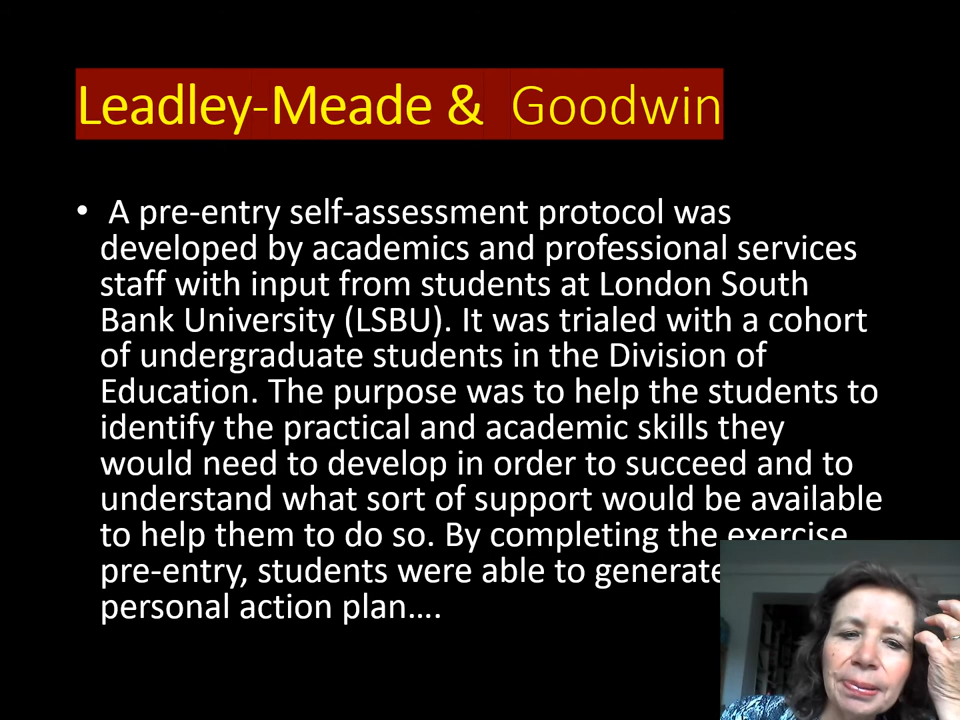 Leadley-Meade & Goodwin
• A pre-entry self-assessment protocol was
developed by academics and professional services
staff with input from students at London South
Bank University (LSBU). It was trialed with a cohort
of undergraduate students in the Division of
Education. The purpose was to help the students to
identify the practical and academic skills they
would need to develop in order to succeed and to
understand what sort of support would be available
to help them to do so. By completing the exercise
pre-entry, students were able to generate
personal action plan….